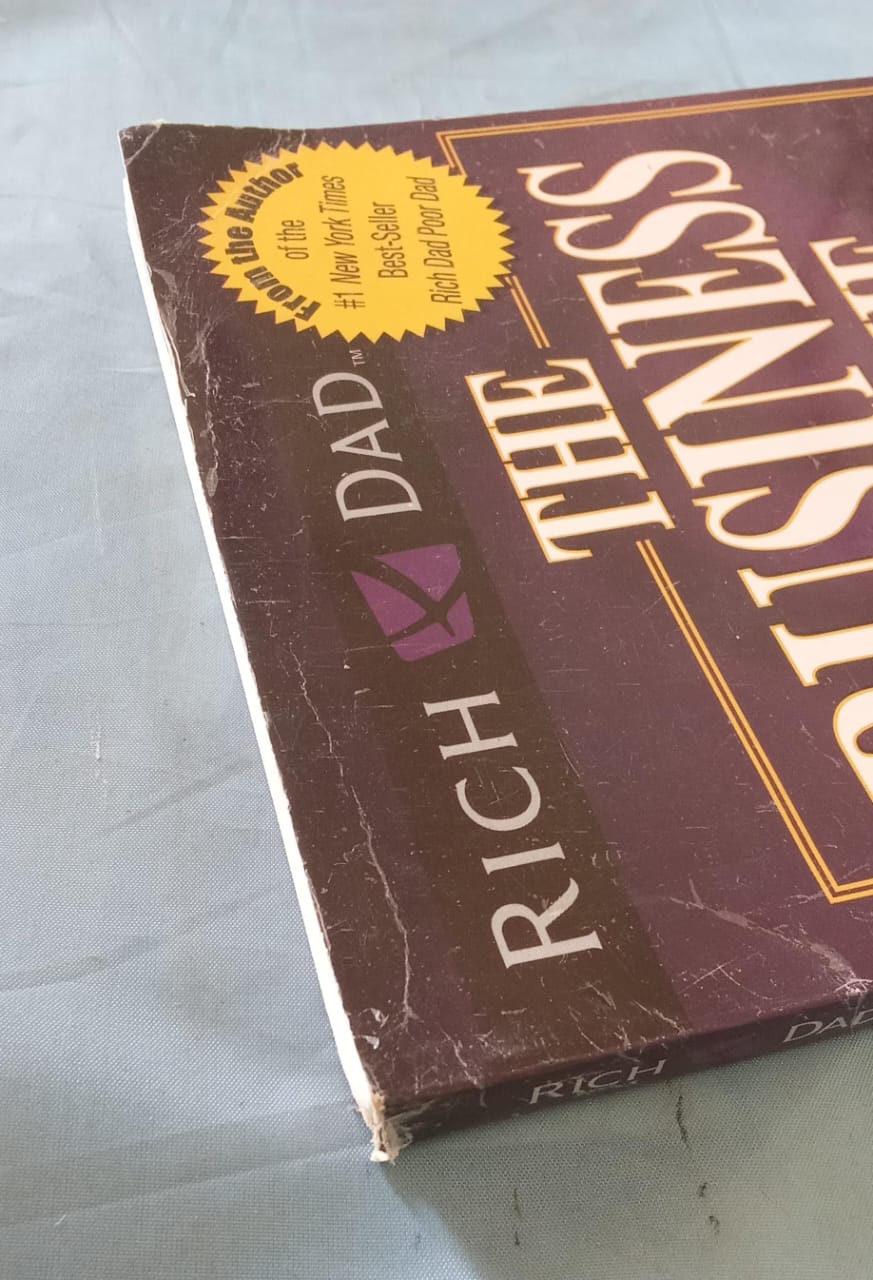 RICH DAD™
From the Author
of the
#1 New York Times
Best-Seller
Rich Dad Poor Dad
THE
BUSINESS
RICH DAD